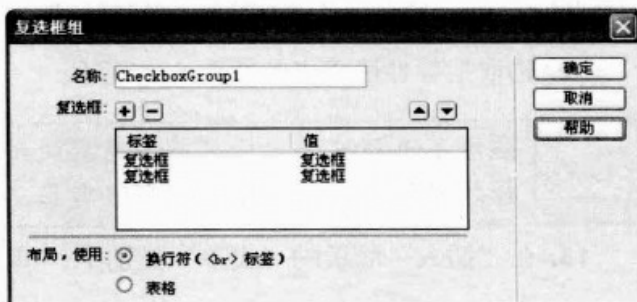 复选框组
名称: CheckboxGroup1
确定
取消
复选框:
帮助
标签 值
复选框 复选框
复选框 复选框
布局,使用: 换行符(<br>标签)
表格